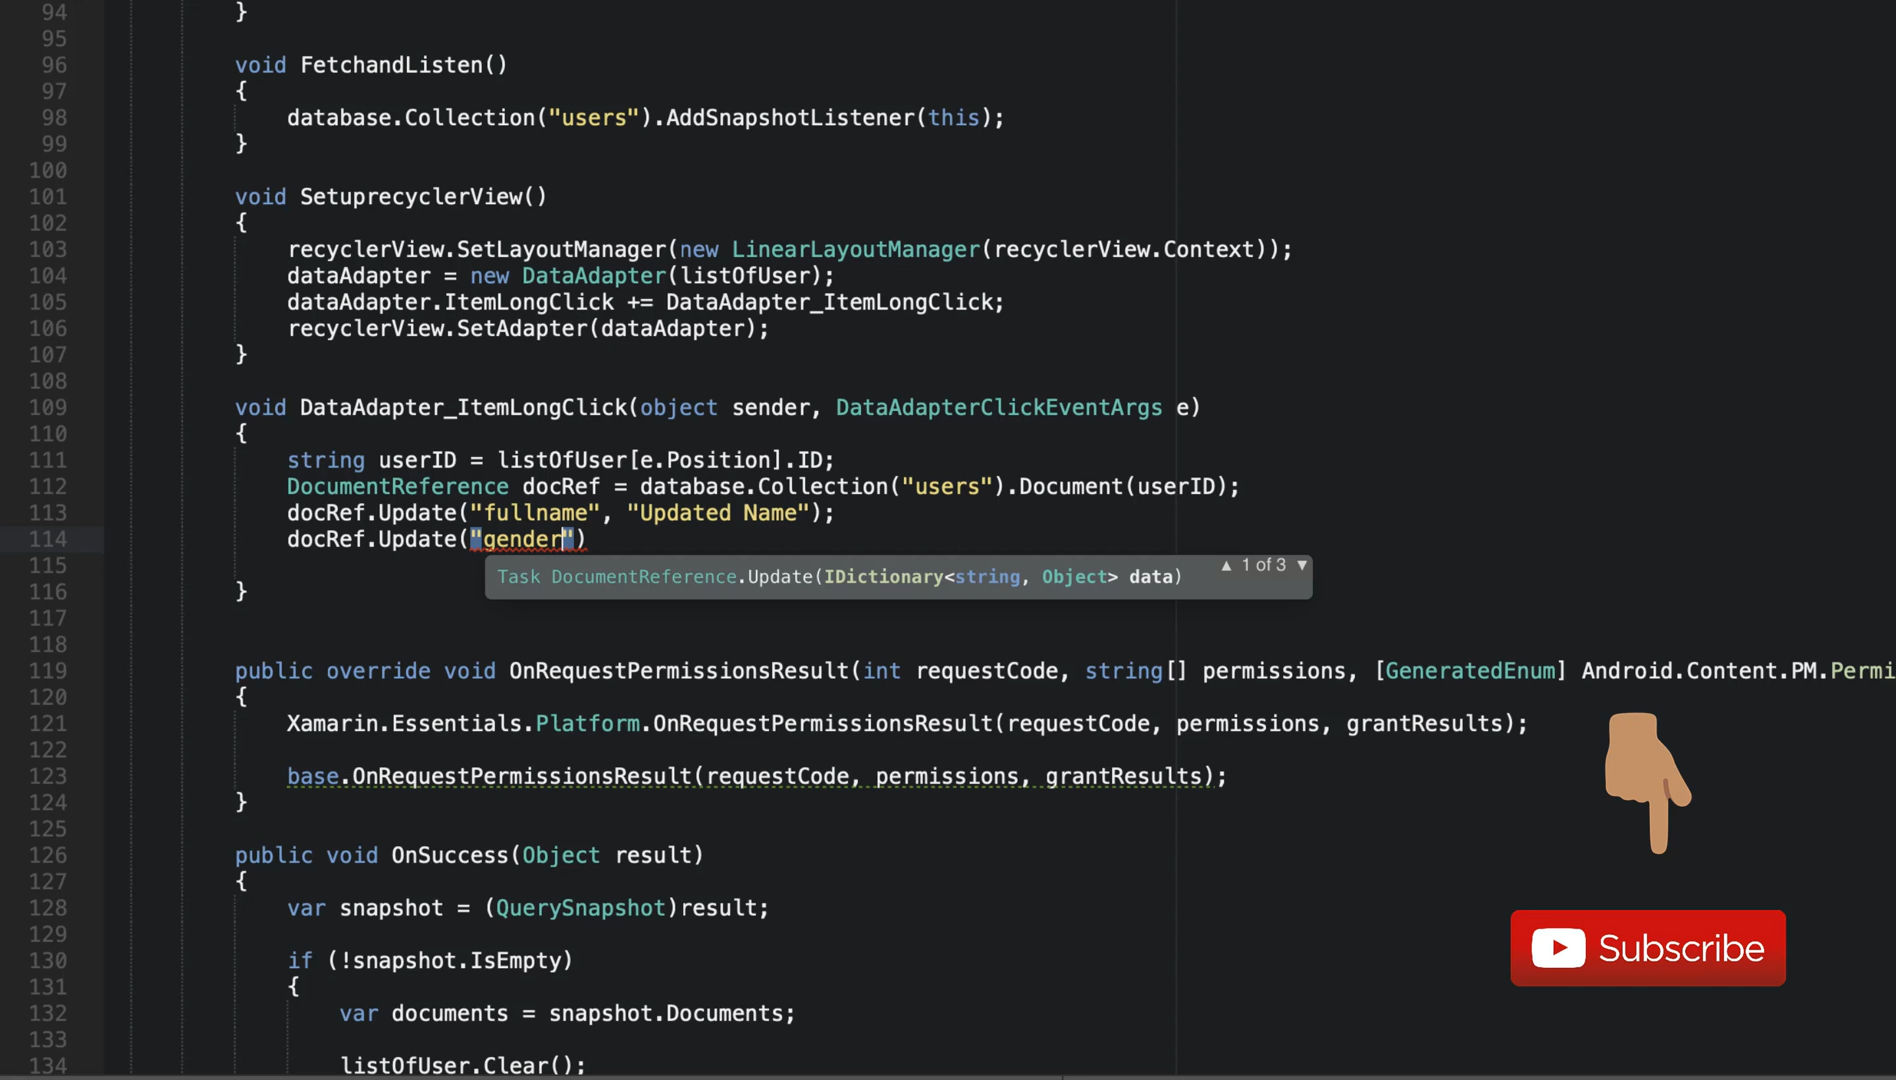 94 }
95
96 void FetchandListen()
97 {
98 database.Collection("users").AddSnapshotListener(this);
99 }
100
101 void SetuprecyclerView()
102 {
103 recyclerView.SetLayoutManager(new LinearLayoutManager(recyclerView.Context));
104 dataAdapter = new DataAdapter(listOfUser);
105 dataAdapter.ItemLongClick += DataAdapter_ItemLongClick;
106 recyclerView.SetAdapter(dataAdapter);
107 }
108
109 void DataAdapter_ItemLongClick(object sender, DataAdapterClickEventArgs e)
110 {
111 string userID = listOfUser[e.Position].ID;
112 DocumentReference docRef = database.Collection("users").Document(userID);
113 docRef.Update("fullname", "Updated Name");
114 docRef.Update("gender")
115
Task DocumentReference.Update(IDictionary<string, Object> data) ▲ 1 of 3 ▼
116 }
117
118
119 public override void OnRequestPermissionsResult(int requestCode, string[] permissions, [GeneratedEnum] Android.Content.PM.Permi
120 {
121 Xamarin.Essentials.Platform.OnRequestPermissionsResult(requestCode, permissions, grantResults);
122
123 base.OnRequestPermissionsResult(requestCode, permissions, grantResults);
124 }
125
126 public void OnSuccess(Object result)
127 {
128 var snapshot = (QuerySnapshot)result;
129
130 if (!snapshot.IsEmpty)
131 {
132 var documents = snapshot.Documents;
133
134 listOfUser.Clear();
Subscribe